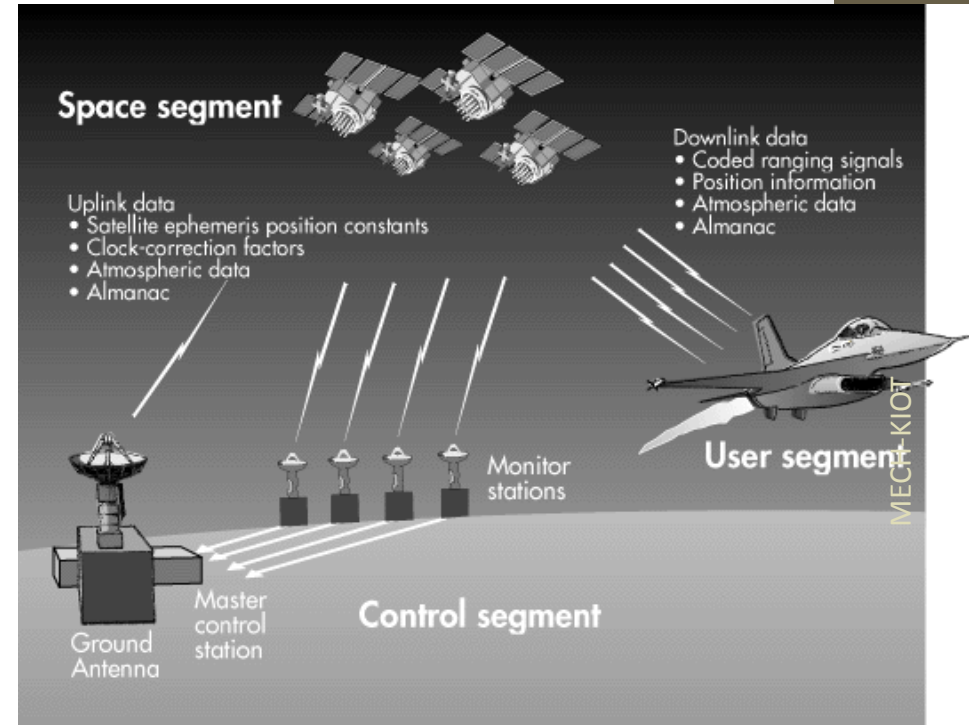 Space segment
Downlink data
• Coded ranging signals
• Position information
• Atmospheric data
• Almanac
Uplink data
• Satellite ephemeris position constants
• Clock-correction factors
• Atmospheric data
• Almanac
Monitor
stations
User segment
MECH-KIOT
Master
control
station
Control segment
Ground
Antenna